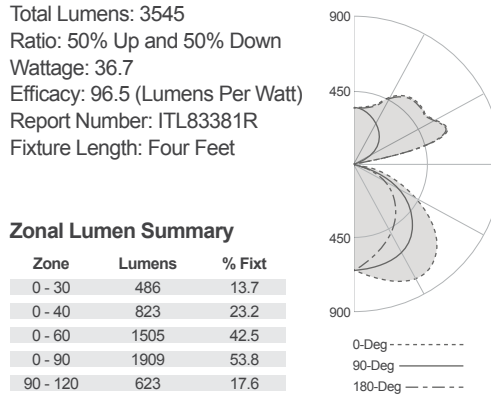 Total Lumens: 3545
Ratio: 50% Up and 50% Down
Wattage: 36.7
Efficacy: 96.5 (Lumens Per Watt)
Report Number: ITL83381R
Fixture Length: Four Feet
Zonal Lumen Summary
Zone Lumens % Fixt
0 - 30 486 13.7
0 - 40 823 23.2
0 - 60 1505 42.5
0 - 90 1909 53.8
90 - 120 623 17.6
900
450
450
900
0-Deg
90-Deg
180-Deg